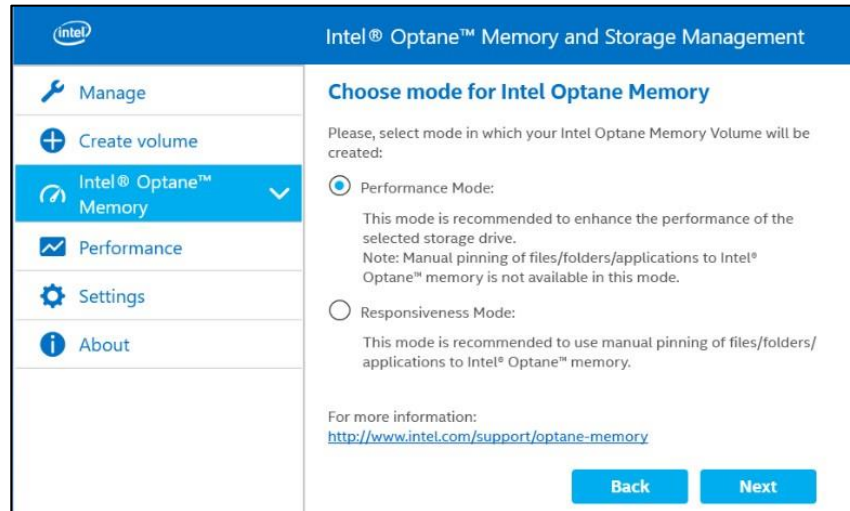 intel
Intel® Optane™ Memory and Storage Management
Manage
Create volume
Intel® Optane™
Memory
Performance
Settings
About
Choose mode for Intel Optane Memory
Please, select mode in which your Intel Optane Memory Volume will be
created:
Performance Mode:
This mode is recommended to enhance the performance of the
selected storage drive.
Note: Manual pinning of files/folders/applications to Intel®
Optane™ memory is not available in this mode.
Responsiveness Mode:
This mode is recommended to use manual pinning of files/folders/
applications to Intel® Optane™ memory.
For more information:
http://www.intel.com/support/optane-memory
Back
Next